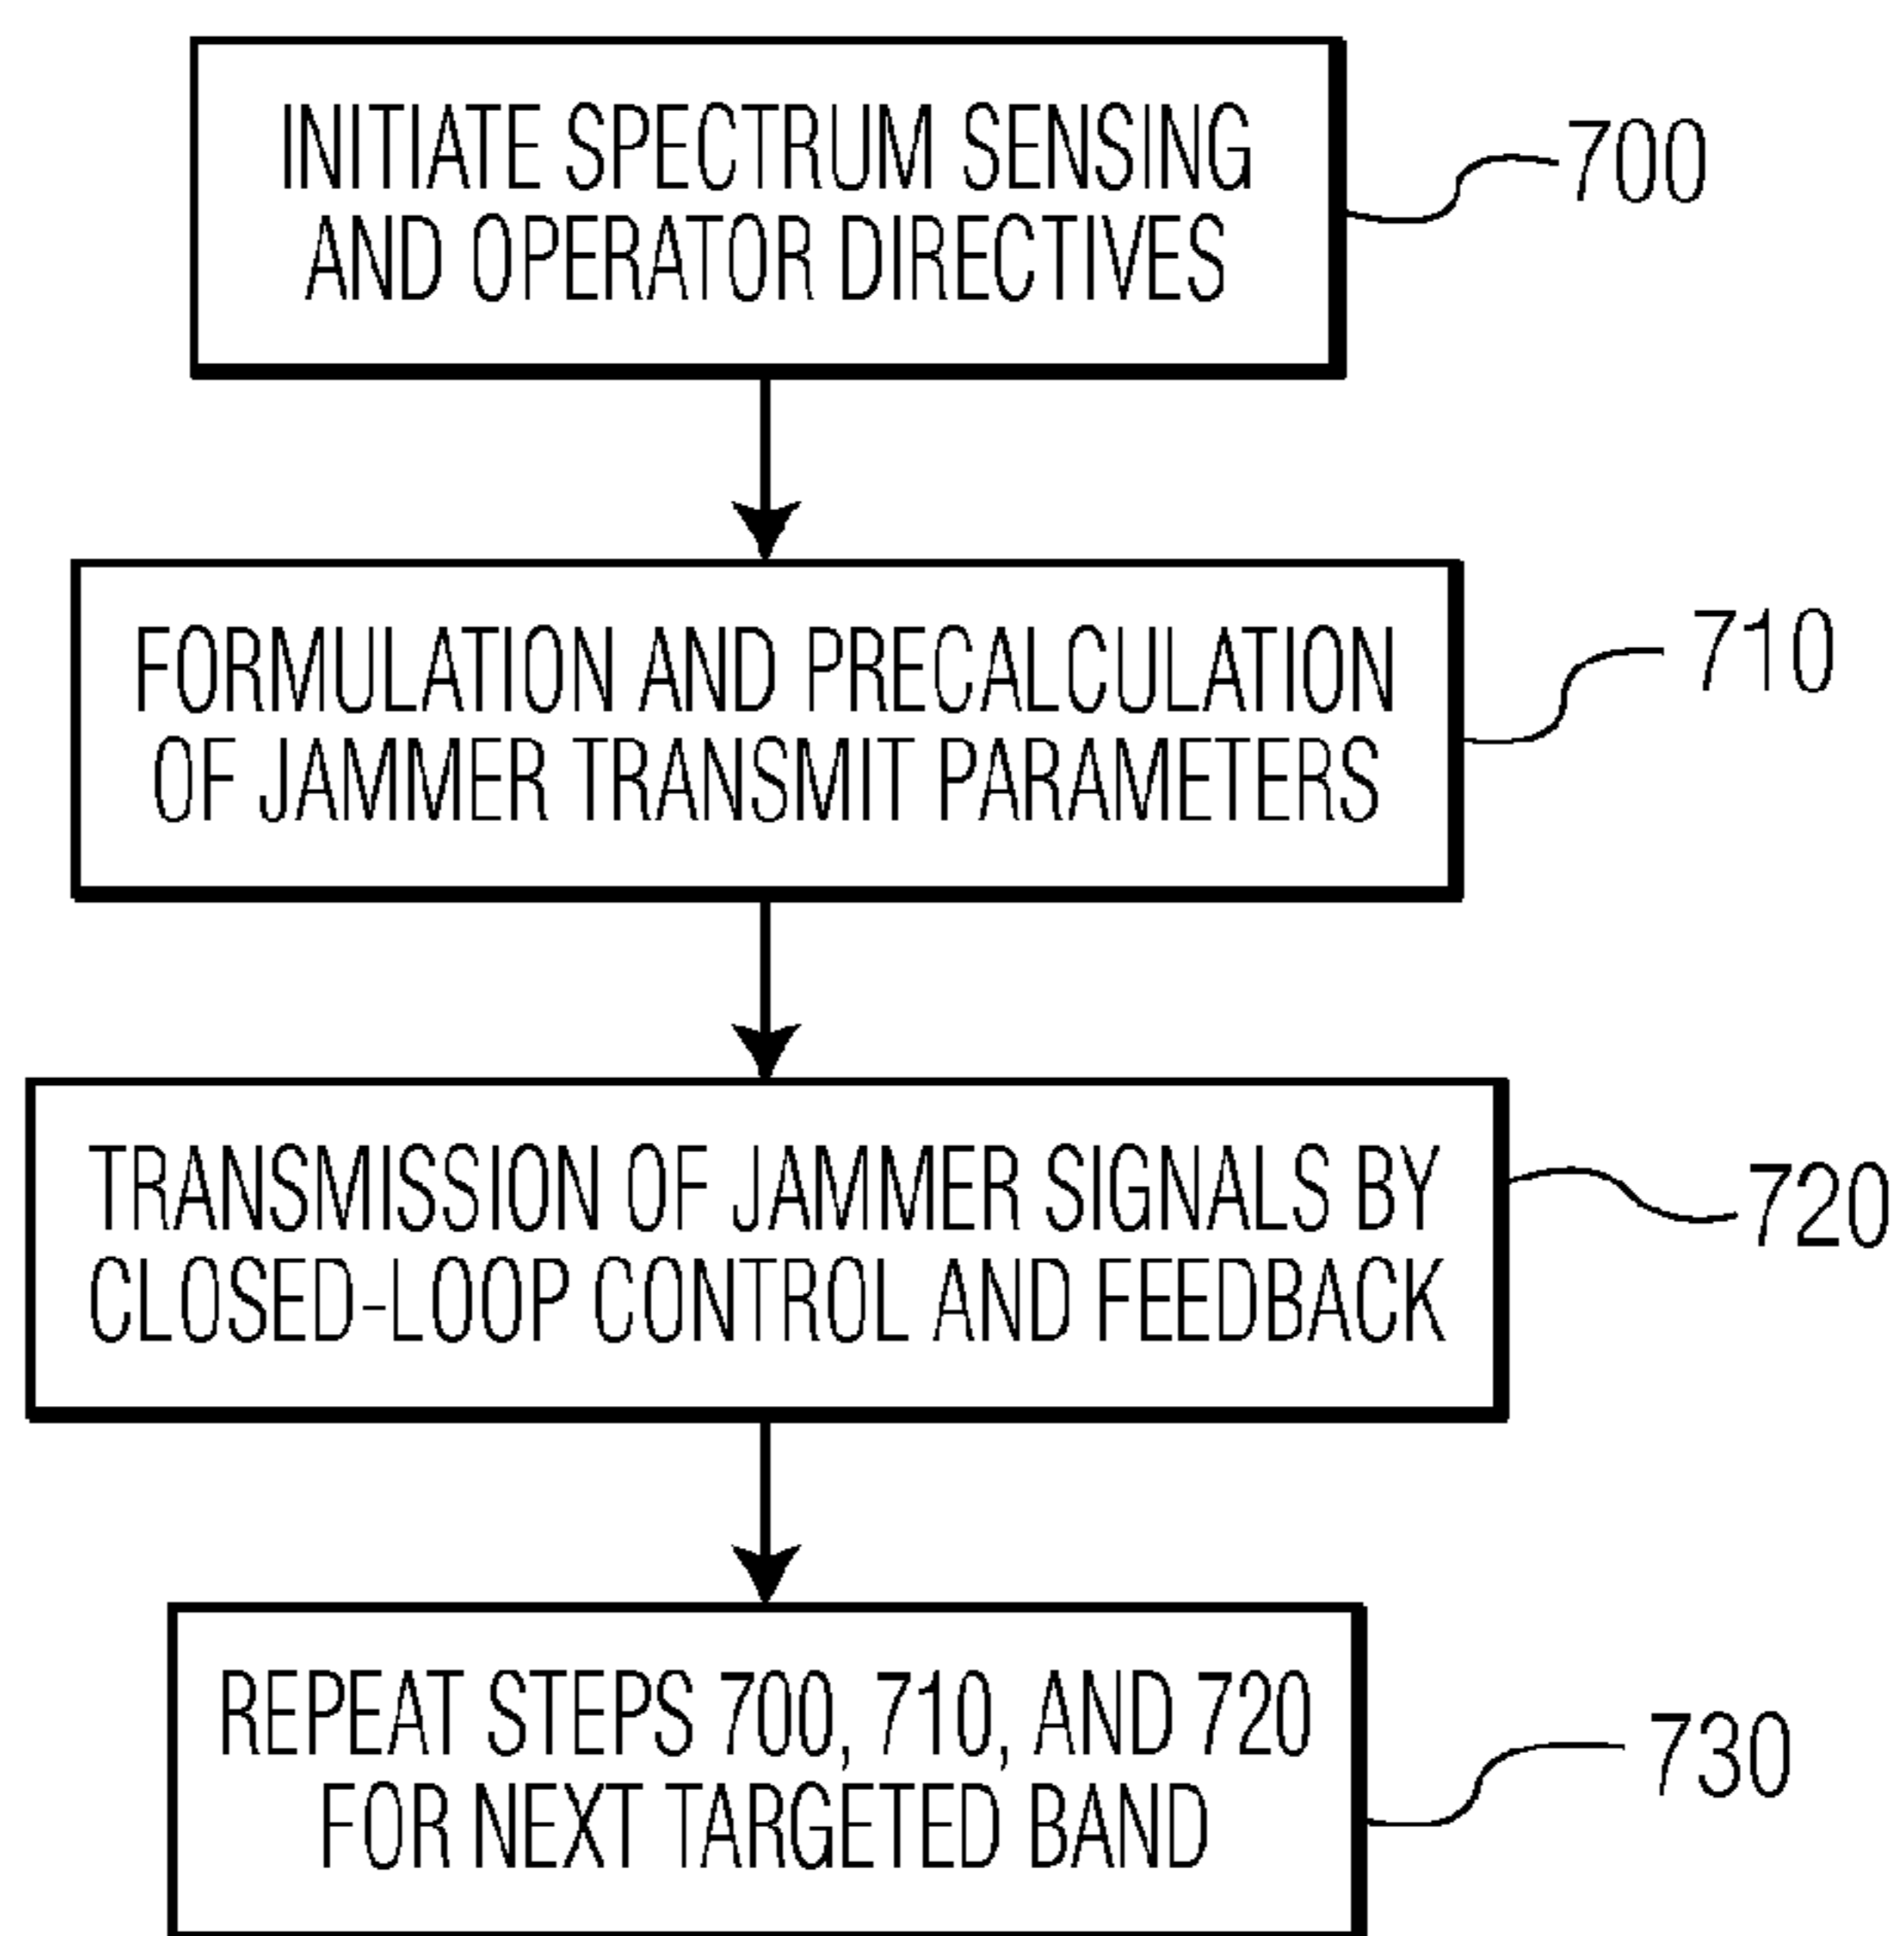 INITIATE SPECTRUM SENSING
AND OPERATOR DIRECTIVES
700
FORMULATION AND PRECALCULATION
OF JAMMER TRANSMIT PARAMETERS
710
TRANSMISSION OF JAMMER SIGNALS BY
CLOSED-LOOP CONTROL AND FEEDBACK
720
REPEAT STEPS 700, 710, AND 720
FOR NEXT TARGETED BAND
730